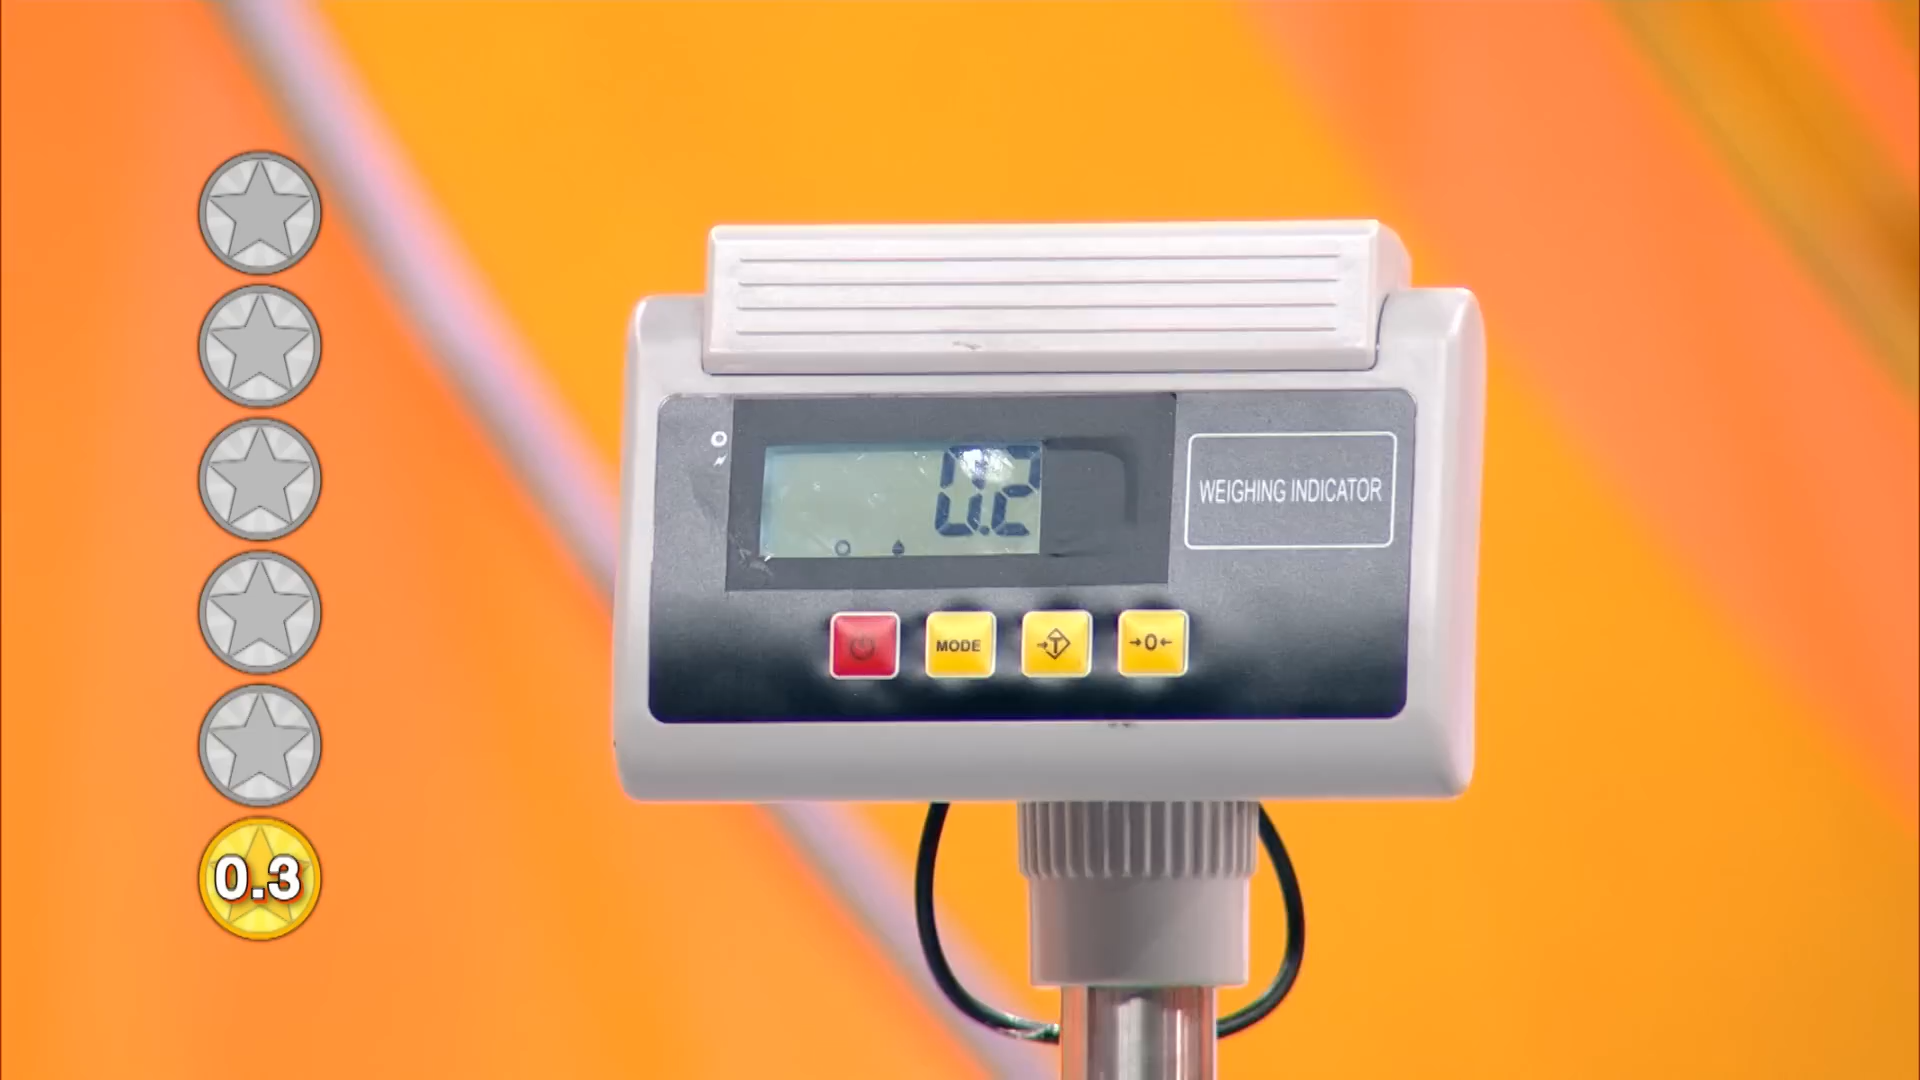 0.2
WEIGHING INDICATOR
MODE
→T←
→0←
0.3